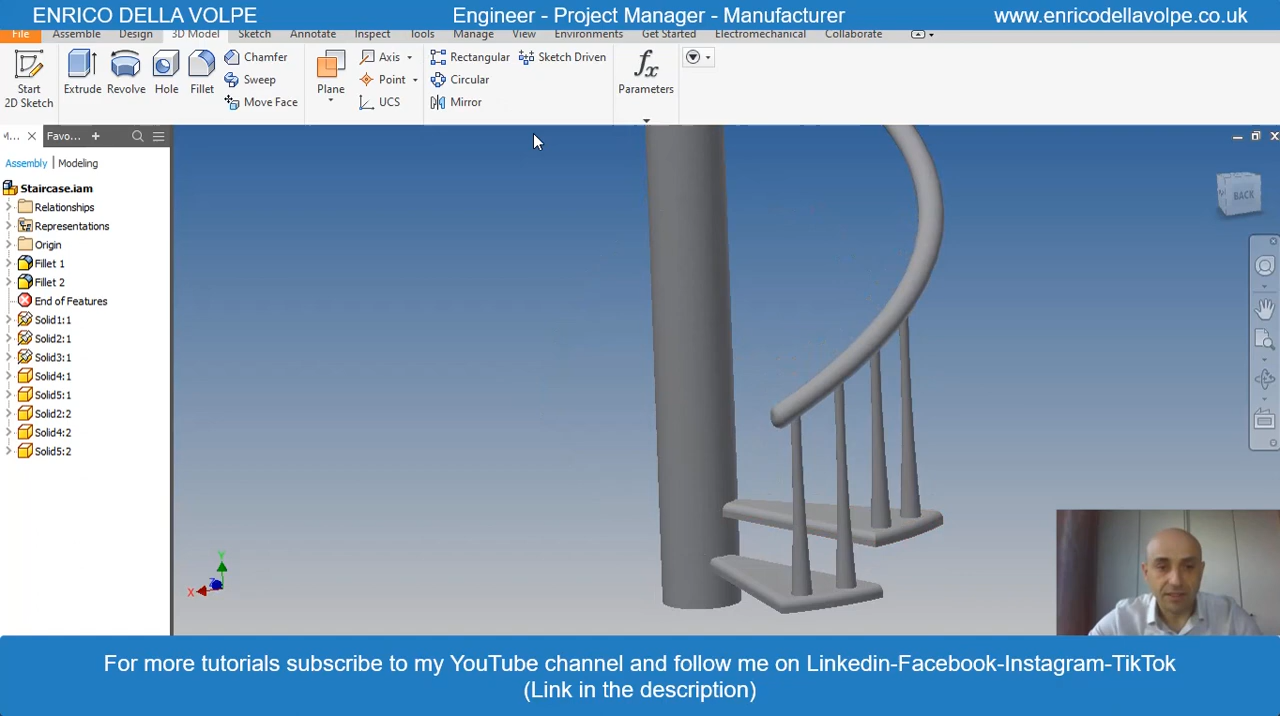 ENRICO DELLA VOLPE
Engineer - Project Manager - Manufacturer
www.enricodellavolpe.co.uk
File Assemble Design 3D Model Sketch Annotate Inspect Tools Manage View Environments Get Started Electromechanical Collaborate
Start
2D Sketch
Extrude Revolve Hole Fillet
Chamfer
Sweep
Move Face
Plane
Axis
Point
UCS
Rectangular Sketch Driven
Circular
Mirror
fx
Parameters
M... Favo... +
Assembly Modeling
Staircase.iam
Relationships
Representations
Origin
Fillet 1
Fillet 2
End of Features
Solid1:1
Solid2:1
Solid3:1
Solid4:1
Solid5:1
Solid2:2
Solid4:2
Solid5:2
BACK
Y
X
Z
For more tutorials subscribe to my YouTube channel and follow me on Linkedin-Facebook-Instagram-TikTok
(Link in the description)